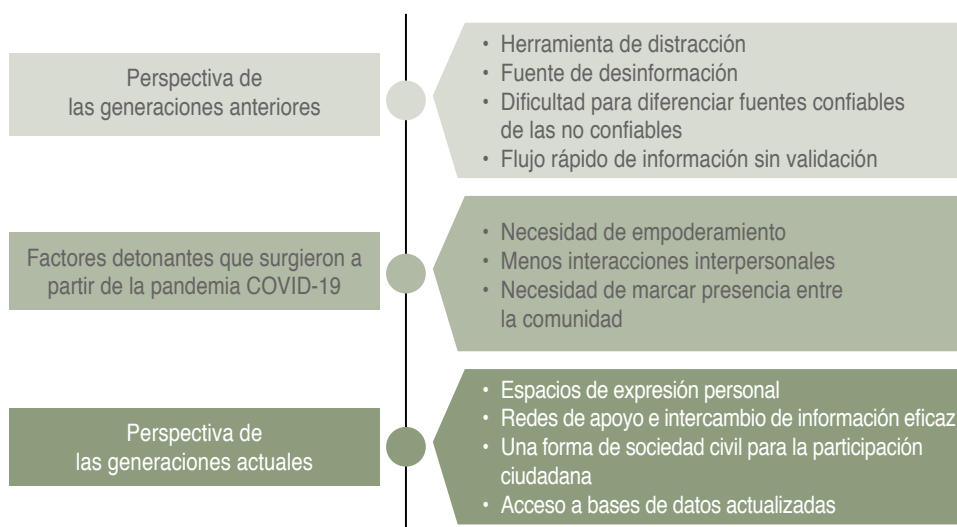 Perspectiva de
las generaciones anteriores
• Herramienta de distracción
• Fuente de desinformación
• Dificultad para diferenciar fuentes confiables
de las no confiables
• Flujo rápido de información sin validación
Factores detonantes que surgieron a
partir de la pandemia COVID-19
• Necesidad de empoderamiento
• Menos interacciones interpersonales
• Necesidad de marcar presencia entre
la comunidad
Perspectiva de
las generaciones actuales
• Espacios de expresión personal
• Redes de apoyo e intercambio de información eficaz
• Una forma de sociedad civil para la participación
ciudadana
• Acceso a bases de datos actualizadas